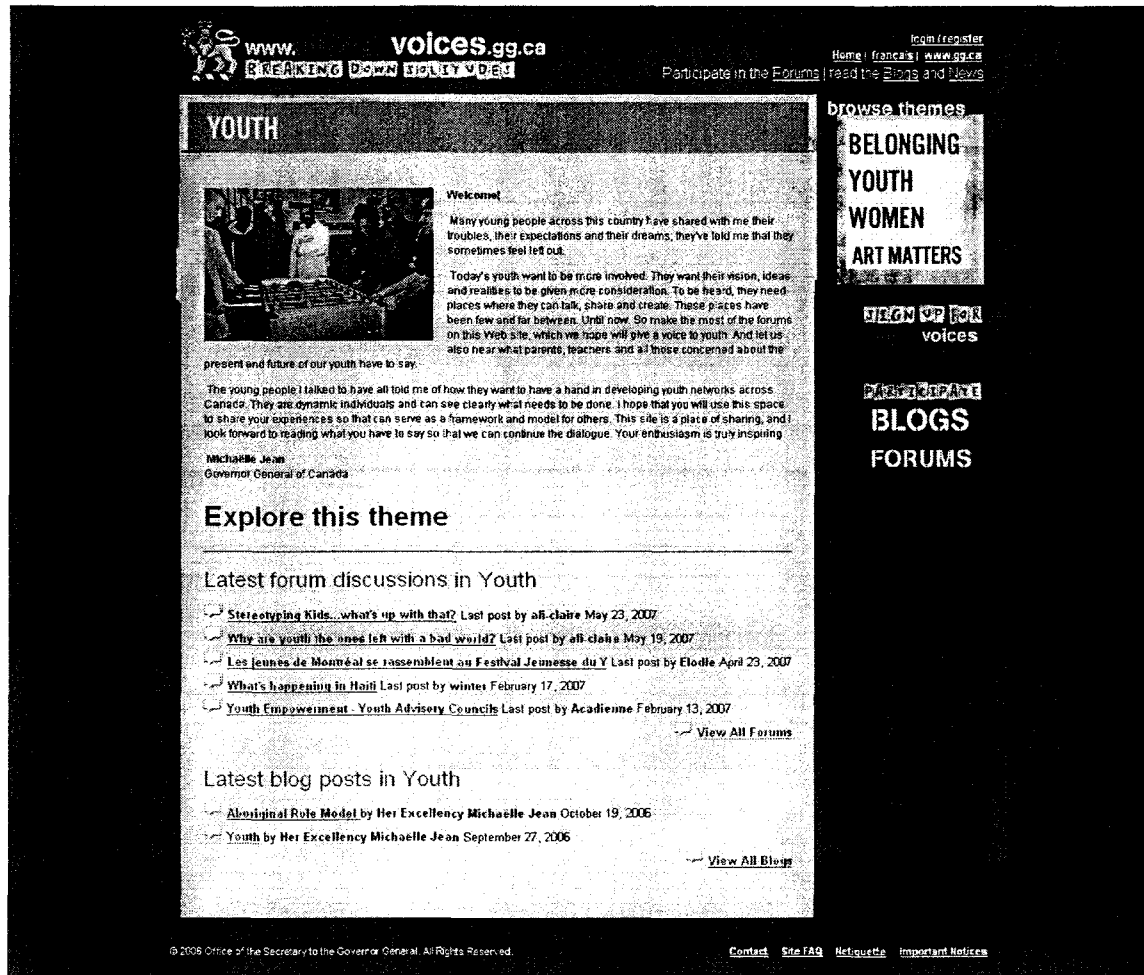 www. voices.gg.ca
BREAKING DOWN SOLITUDES
login / register
Home | français | www.gg.ca
Participate in the Forums | read the Blogs and News
YOUTH
Welcome!
Many young people across this country have shared with me their
troubles, their expectations and their dreams; they've told me that they
sometimes feel left out.
Today's youth want to be more involved. They want their vision, ideas
and realities to be given more consideration. To be heard, they need
places where they can talk, share and create. These places have
been few and far between. Until now. So make the most of the forums
on this Web site, which we hope will give a voice to youth. And let us
also hear what parents, teachers and all those concerned about the
present and future of our youth have to say.
The young people I talked to have all told me of how they want to have a hand in developing youth networks across
Canada. They are dynamic individuals and can see clearly what needs to be done. I hope that you will use this space
to share your experiences so that can serve as a framework and model for others. This site is a place of sharing, and I
look forward to reading what you have to say so that we can continue the dialogue. Your enthusiasm is truly inspiring
Michaëlle Jean
Governor General of Canada
Explore this theme
Latest forum discussions in Youth
Stereotyping Kids...what's up with that? Last post by ali-claire May 23, 2007
Why are youth the ones left with a bad world? Last post by ali-claire May 19, 2007
Les jeunes de Montréal se rassemblent au Festival Jeunesse du Y Last post by Elodie April 23, 2007
What's happening in Haiti Last post by winter February 17, 2007
Youth Empowerment - Youth Advisory Councils Last post by Acadienne February 13, 2007
View All Forums
Latest blog posts in Youth
Aboriginal Role Model by Her Excellency Michaëlle Jean October 19, 2006
Youth by Her Excellency Michaëlle Jean September 27, 2006
View All Blogs
browse themes
BELONGING
YOUTH
WOMEN
ART MATTERS
SIGN UP FOR
voices
PARTICIPATE
BLOGS
FORUMS
© 2006 Office of the Secretary to the Governor General. All Rights Reserved.
Contact Site FAQ Netiquette Important Notices